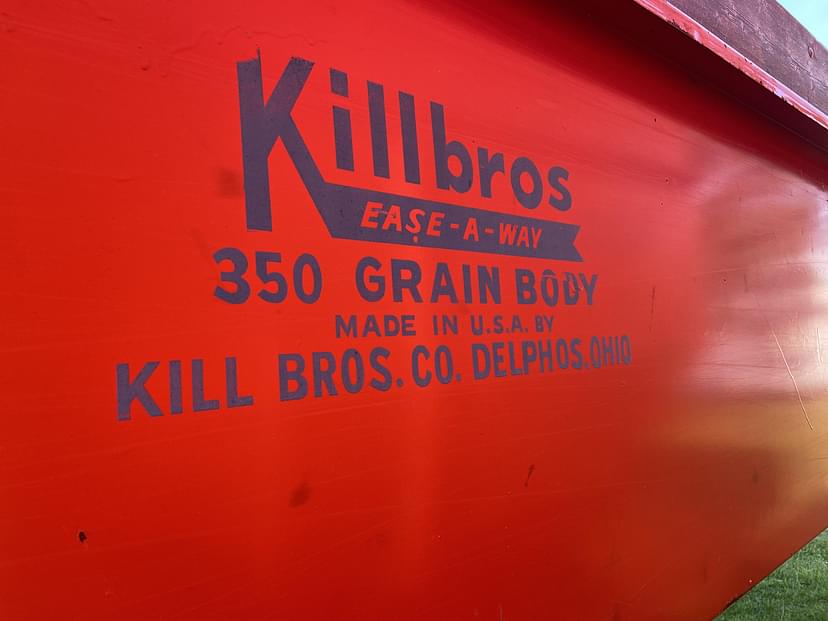 Killbros
EASE-A-WAY
350 GRAIN BODY
MADE IN U.S.A. BY
KILL BROS. CO. DELPHOS, OHIO